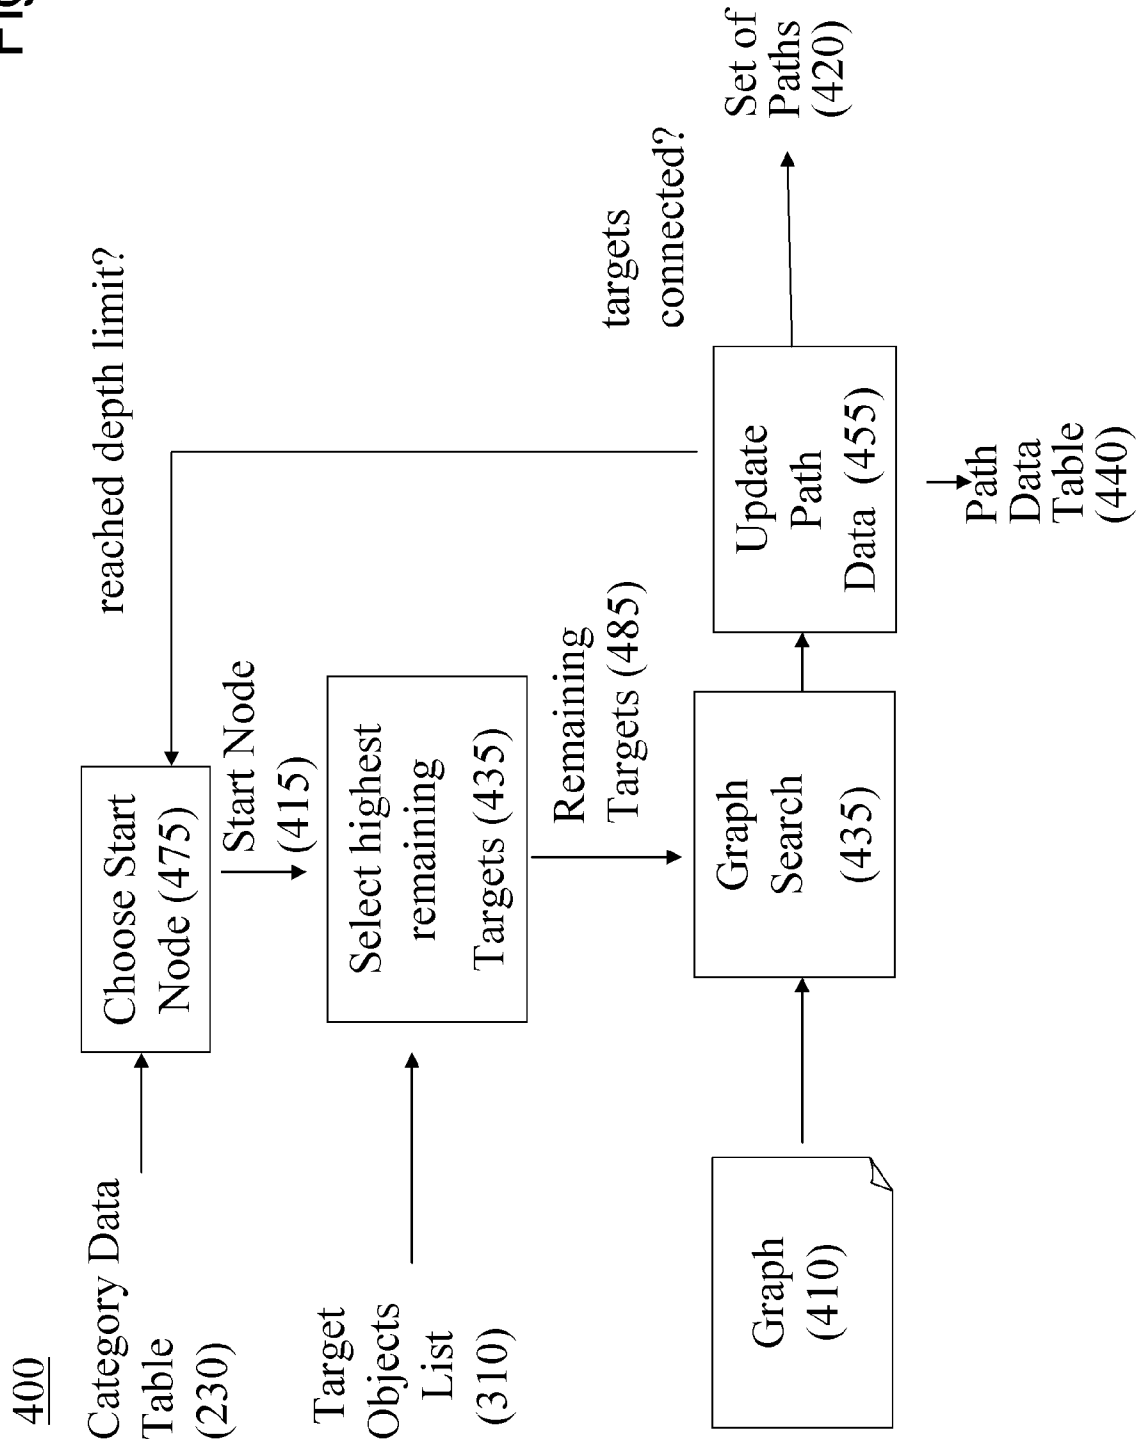 400
Category Data
Table
(230)
Choose Start
Node (475)
reached depth limit?
Start Node
(415)
Target
Objects
List
(310)
Select highest
remaining
Targets (435)
Remaining
Targets (485)
targets
connected?
Graph
(410)
Graph
Search
(435)
Update
Path
Data (455)
Set of
Paths
(420)
Path
Data
Table
(440)